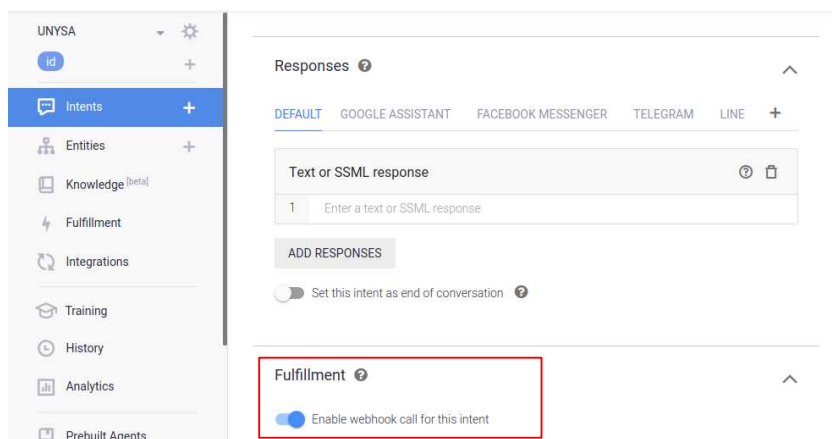 UNYSA
id
+
Intents +
Entities +
Knowledge [beta]
Fulfillment
Integrations
Training
History
Analytics
Prebuilt Agents
Responses ?
DEFAULT GOOGLE ASSISTANT FACEBOOK MESSENGER TELEGRAM LINE +
Text or SSML response ?
1 Enter a text or SSML response
ADD RESPONSES
Set this intent as end of conversation ?
Fulfillment ?
Enable webhook call for this intent